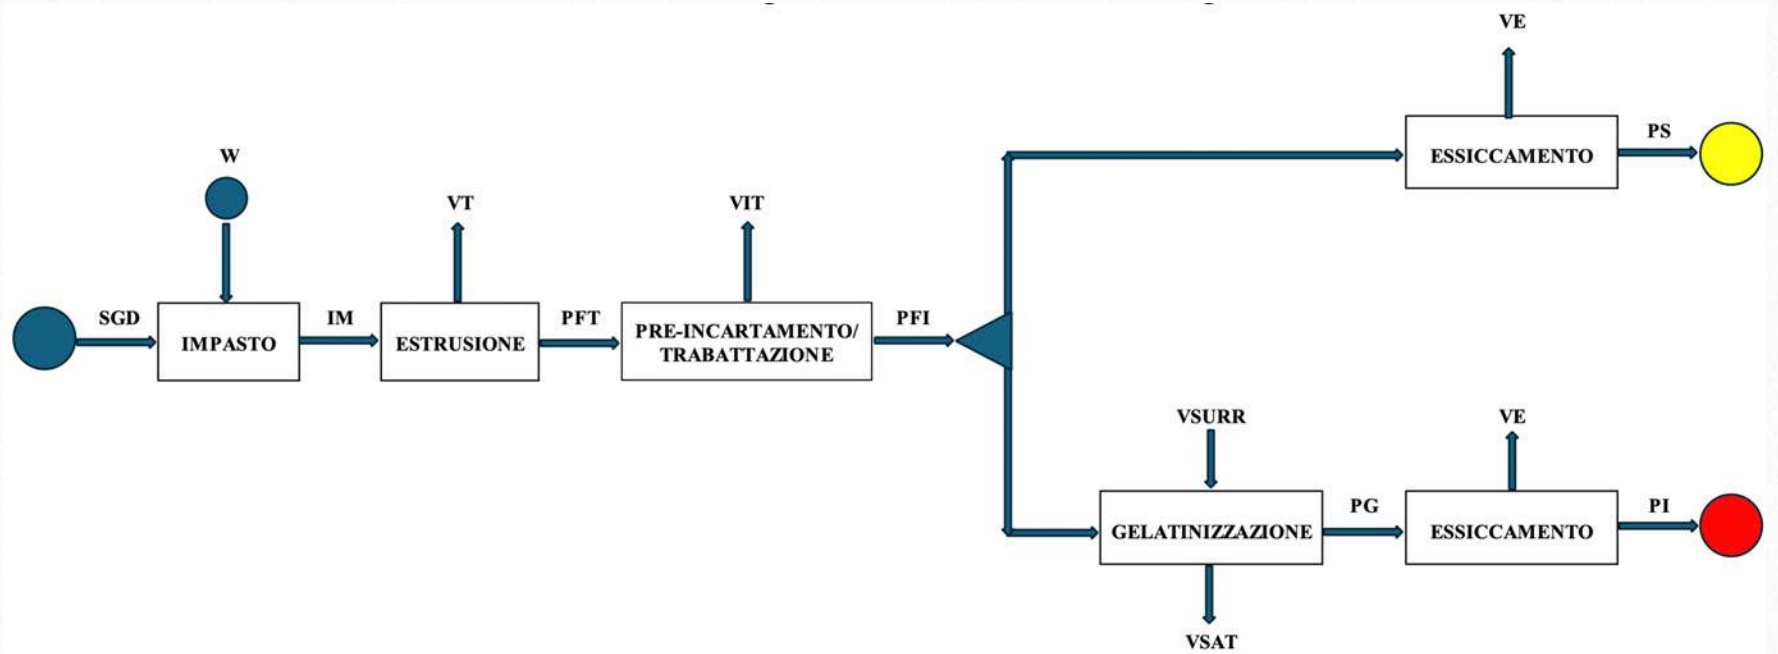 VE
PS
ESSICCAMENTO
W
VT
VIT
SGD
IM
PFT
PFI
IMPASTO
ESTRUSIONE
PRE-INCARTAMENTO/
TRABATTAZIONE
VSURR
VE
PG
PI
GELATINIZZAZIONE
ESSICCAMENTO
VSAT